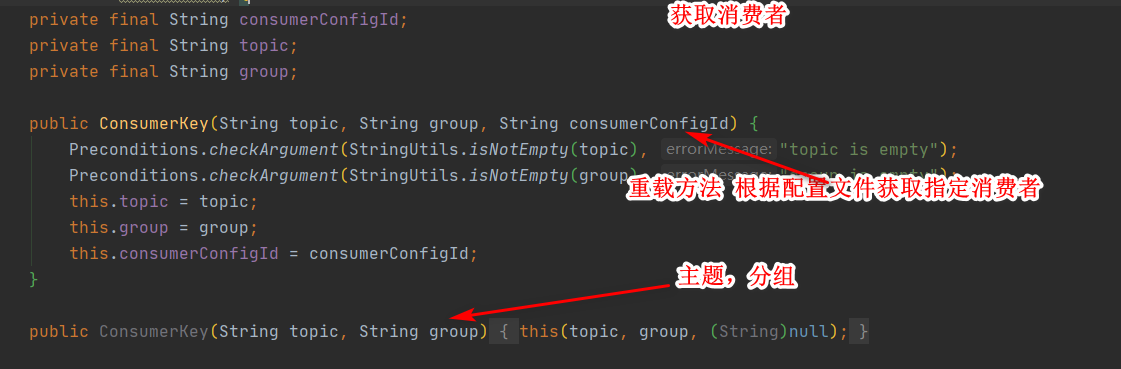 private final String consumerConfigId;
获取消费者
private final String topic;
private final String group;
public ConsumerKey(String topic, String group, String consumerConfigId) {
Preconditions.checkArgument(StringUtils.isNotEmpty(topic), errorMessage: "topic is empty");
Preconditions.checkArgument(StringUtils.isNotEmpty(group)
重载方法 根据配置文件获取指定消费者
this.topic = topic;
this.group = group;
this.consumerConfigId = consumerConfigId;
}
主题，分组
public ConsumerKey(String topic, String group) { this(topic, group, (String)null); }